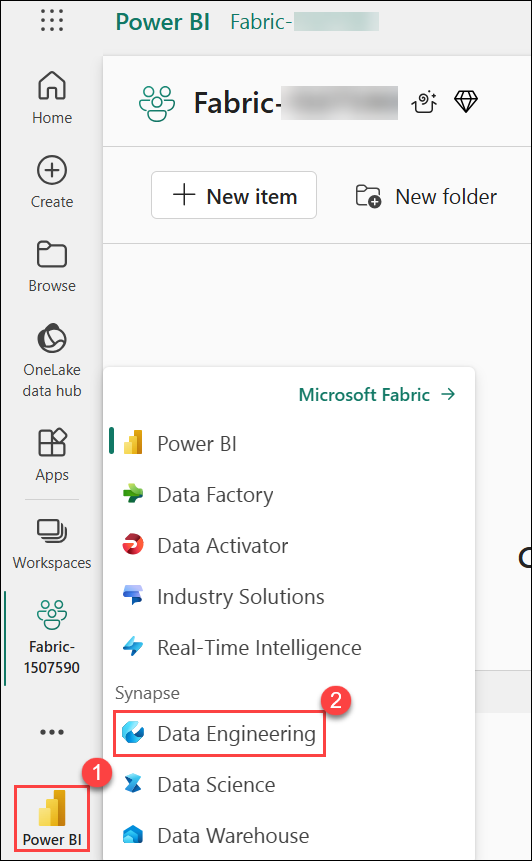 Power BI Fabric-
Home
Fabric-
Create
New item New folder
Browse
OneLake
data hub
Microsoft Fabric
Power BI
Apps
Data Factory
Data Activator
Workspaces
Industry Solutions
Fabric-
1507590
Real-Time Intelligence
Synapse
2
Data Engineering
1
Data Science
Power BI
Data Warehouse